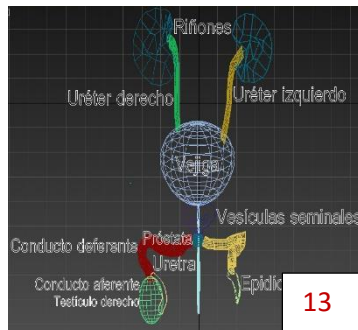 Riñones
Uréter derecho
Uréter izquierdo
Vejiga
Vesículas seminales
Próstata
Conducto deferente
Uretra
Conducto aferente
Testículo derecho
13